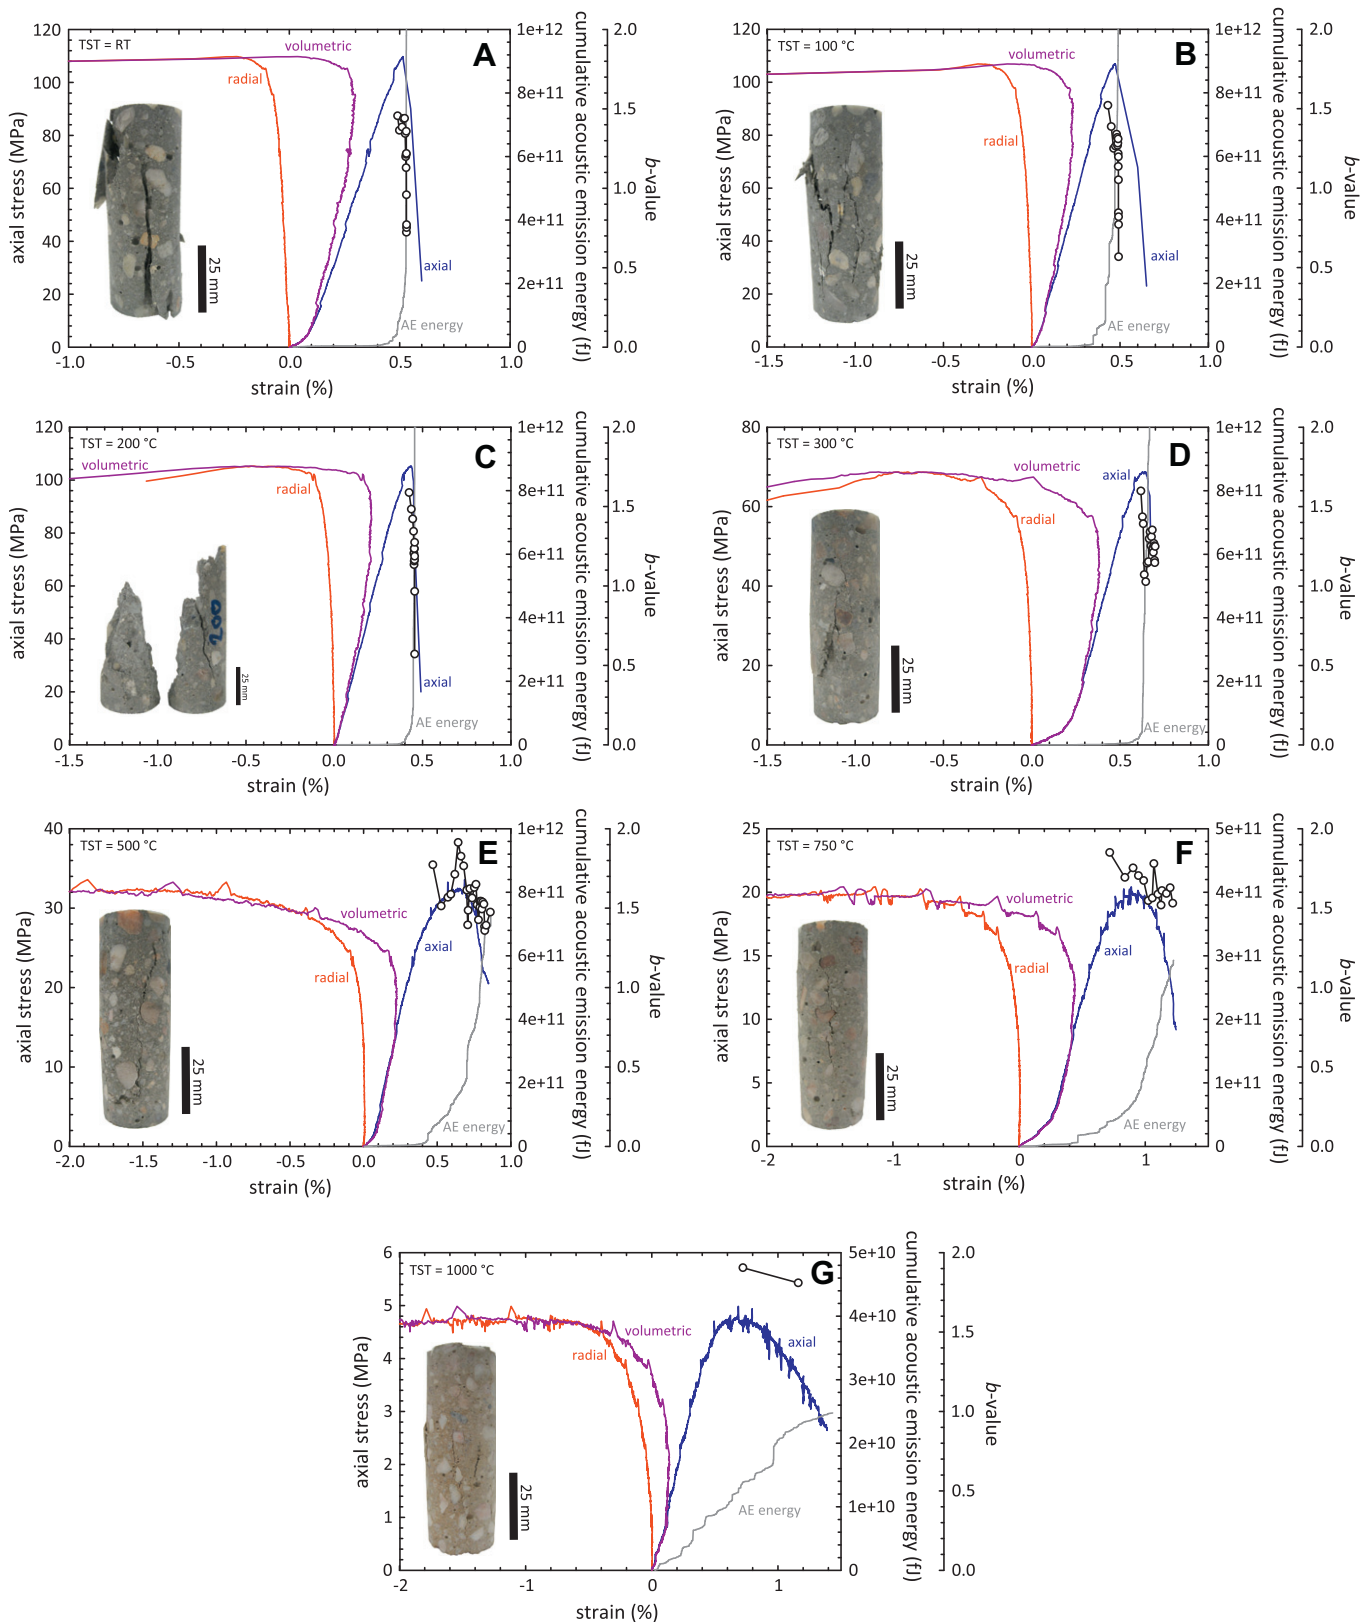 TST = RT
A
120
100
80
60
40
20
0
axial stress (MPa)
volumetric
radial
axial
AE energy
25 mm
-1.0
-0.5
0.0
0.5
1.0
strain (%)
1e+12
8e+11
6e+11
4e+11
2e+11
0
cumulative acoustic emission energy (fJ)
2.0
1.5
1.0
0.5
0.0
b-value
TST = 100 °C
B
120
100
80
60
40
20
0
axial stress (MPa)
volumetric
radial
axial
AE energy
25 mm
-1.5
-1.0
-0.5
0.0
0.5
1.0
strain (%)
1e+12
8e+11
6e+11
4e+11
2e+11
0
cumulative acoustic emission energy (fJ)
2.0
1.5
1.0
0.5
0.0
b-value
TST = 200 °C
C
120
100
80
60
40
20
0
axial stress (MPa)
volumetric
radial
axial
AE energy
200
25 mm
-1.5
-1.0
-0.5
0.0
0.5
1.0
strain (%)
1e+12
8e+11
6e+11
4e+11
2e+11
0
cumulative acoustic emission energy (fJ)
2.0
1.5
1.0
0.5
0.0
b-value
TST = 300 °C
D
80
60
40
20
0
axial stress (MPa)
volumetric
axial
radial
AE energy
25 mm
-1.5
-1.0
-0.5
0.0
0.5
1.0
strain (%)
1e+12
8e+11
6e+11
4e+11
2e+11
0
cumulative acoustic emission energy (fJ)
2.0
1.5
1.0
0.5
0.0
b-value
TST = 500 °C
E
40
30
20
10
0
axial stress (MPa)
volumetric
axial
radial
AE energy
25 mm
-2.0
-1.5
-1.0
-0.5
0.0
0.5
1.0
strain (%)
1e+12
8e+11
6e+11
4e+11
2e+11
0
cumulative acoustic emission energy (fJ)
2.0
1.5
1.0
0.5
0.0
b-value
TST = 750 °C
F
25
20
15
10
5
0
axial stress (MPa)
volumetric
axial
radial
AE energy
25 mm
-2
-1
0
1
strain (%)
5e+11
4e+11
3e+11
2e+11
1e+11
0
cumulative acoustic emission energy (fJ)
2.0
1.5
1.0
0.5
0.0
b-value
TST = 1000 °C
G
6
5
4
3
2
1
0
axial stress (MPa)
volumetric
axial
radial
AE energy
25 mm
-2
-1
0
1
strain (%)
5e+10
4e+10
3e+10
2e+10
1e+10
0
cumulative acoustic emission energy (fJ)
2.0
1.5
1.0
0.5
0.0
b-value